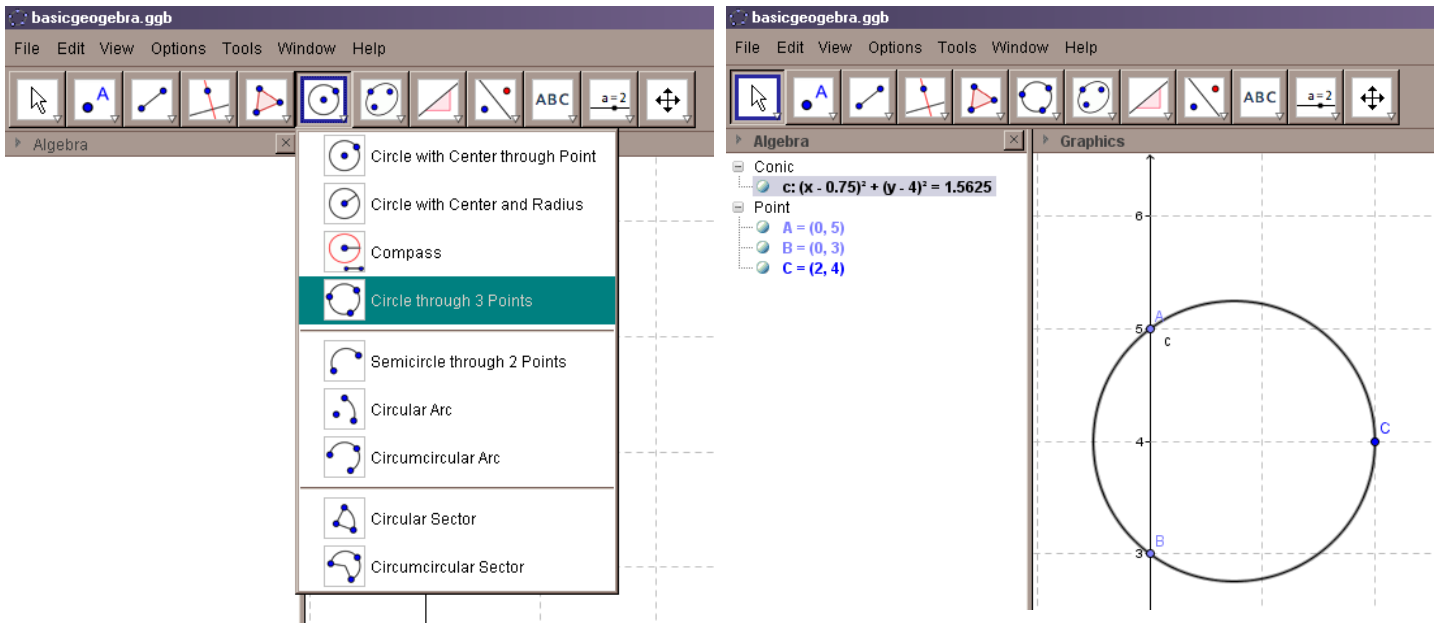 basicgeogebra.ggb
File Edit View Options Tools Window Help
A ABC a=2
Algebra
Circle with Center through Point
Circle with Center and Radius
Compass
Circle through 3 Points
Semicircle through 2 Points
Circular Arc
Circumcircular Arc
Circular Sector
Circumcircular Sector
basicgeogebra.ggb
File Edit View Options Tools Window Help
A ABC a=2
Algebra
Graphics
Conic
c: (x - 0.75)² + (y - 4)² = 1.5625
Point
A = (0, 5)
B = (0, 3)
C = (2, 4)
6
A
5
c
C
4
B
3